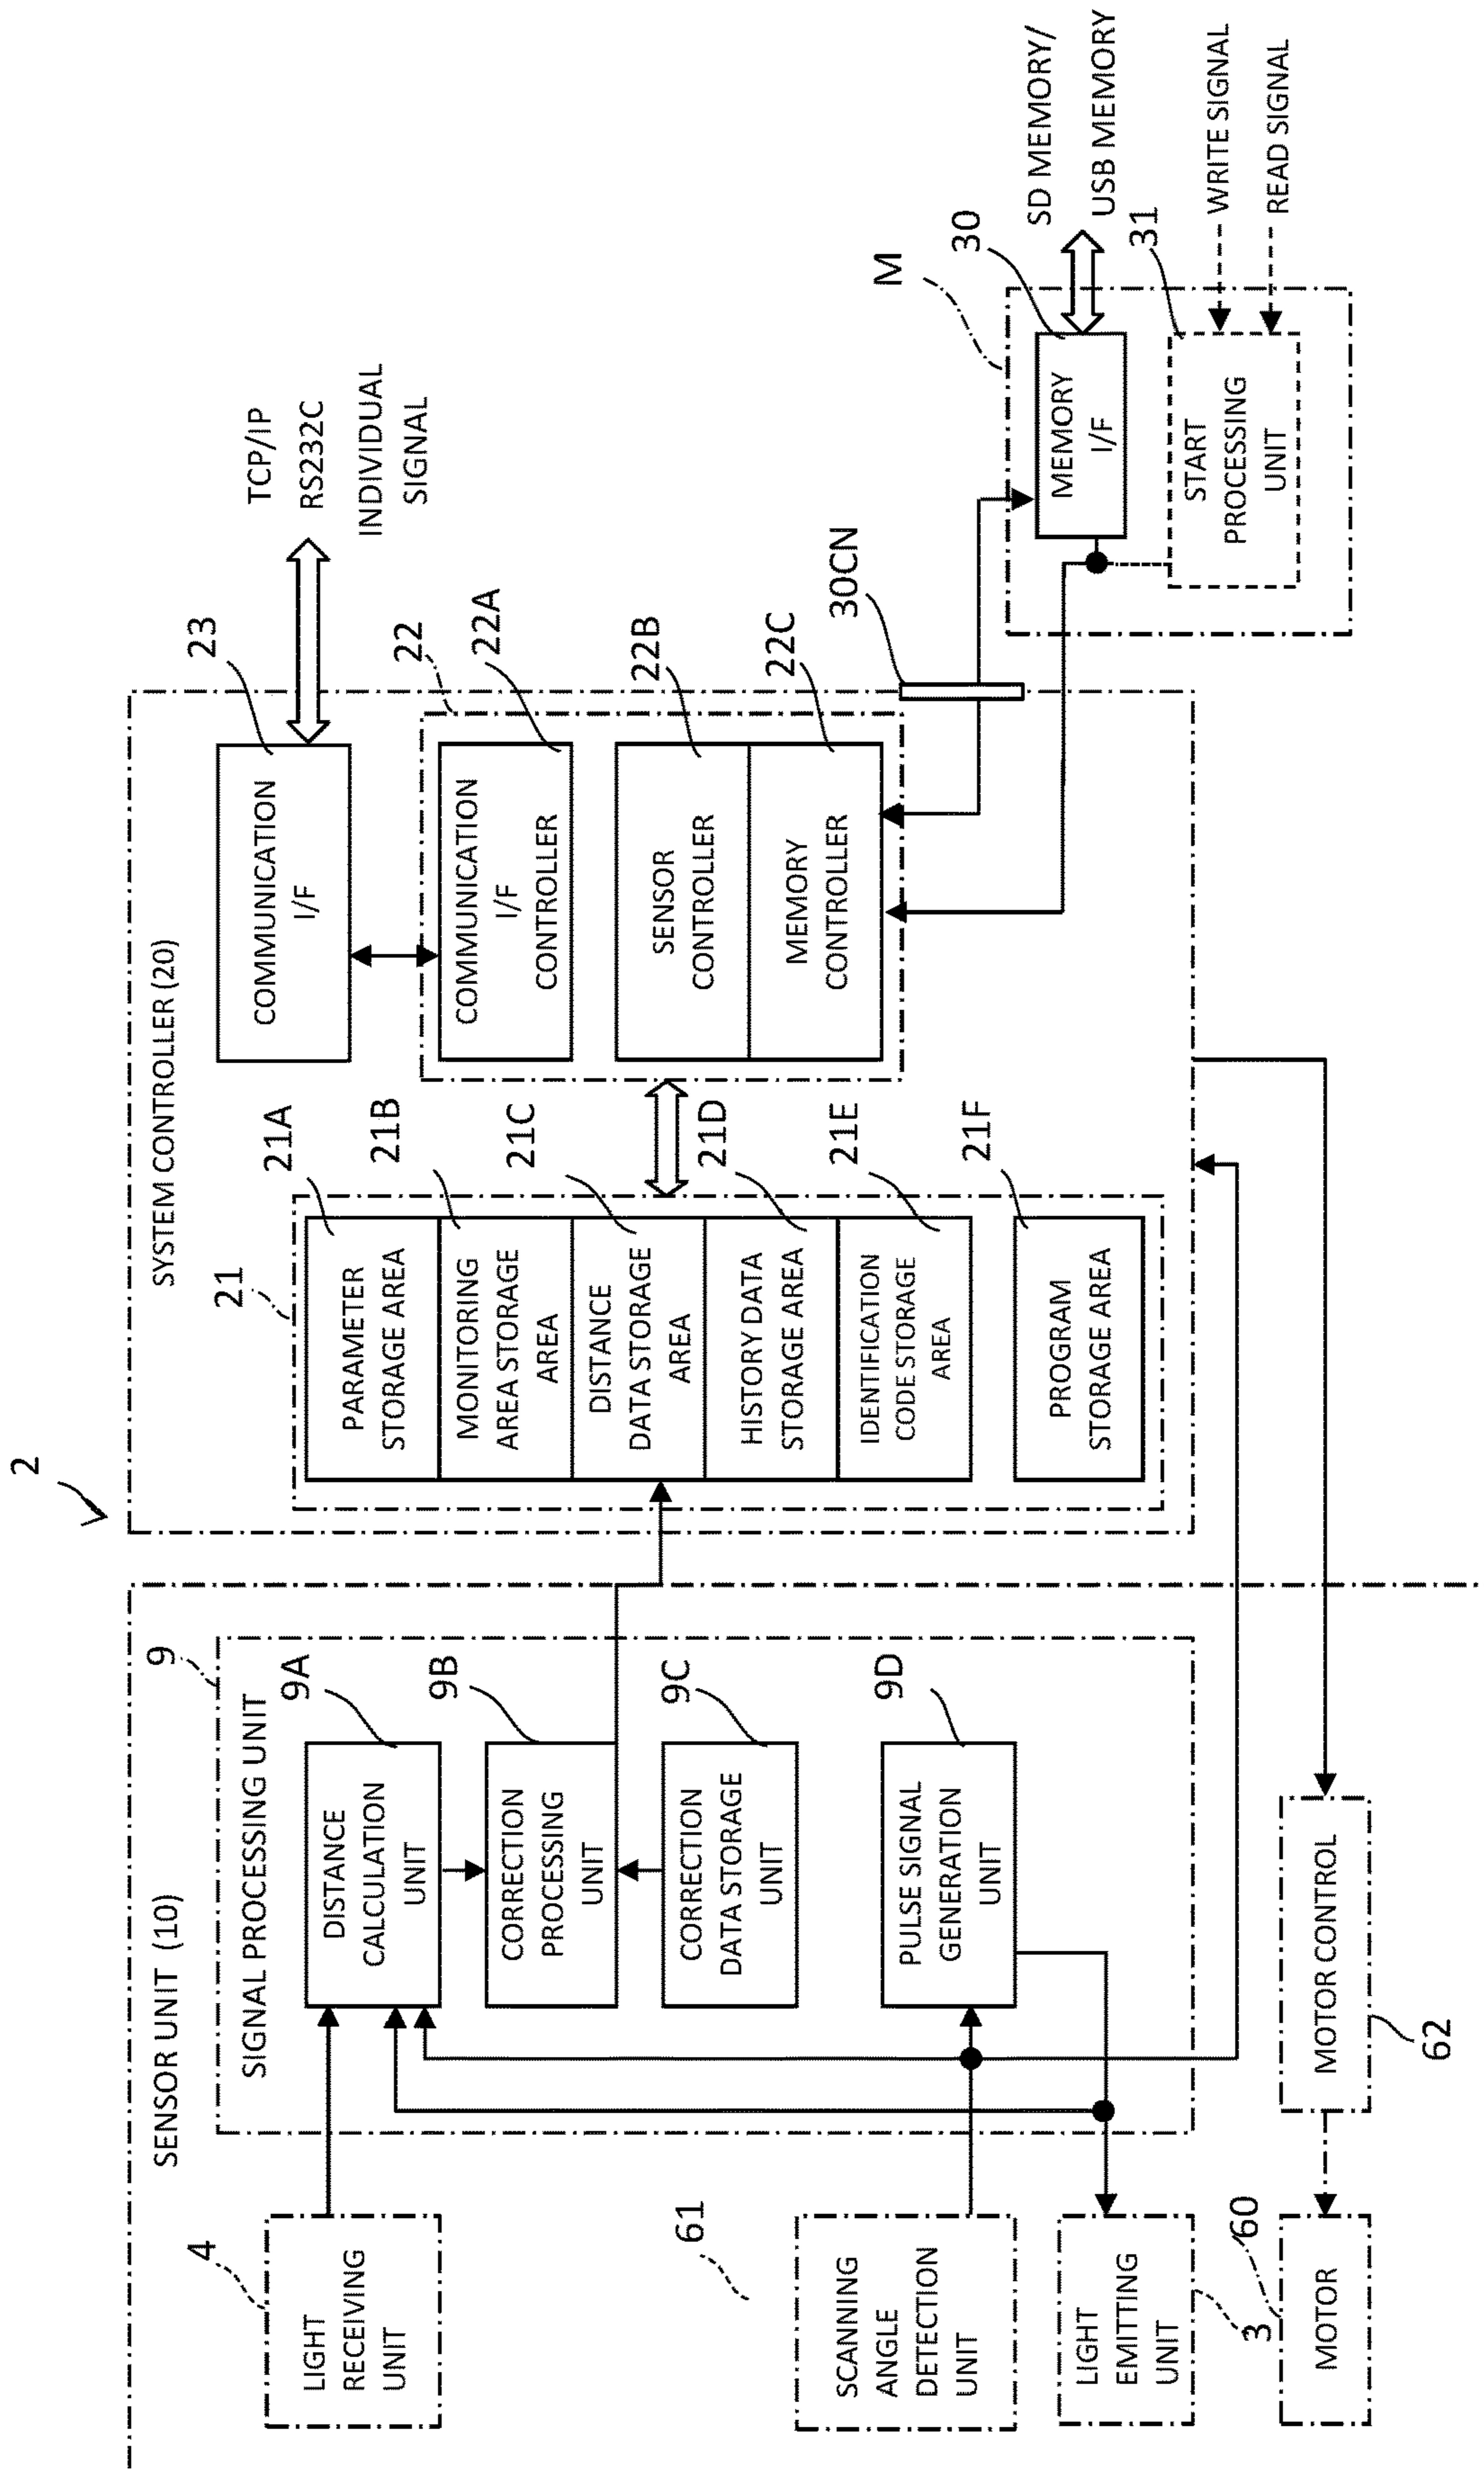 2
SENSOR UNIT (10)
SIGNAL PROCESSING UNIT
9
4
LIGHT
RECEIVING
UNIT
61
SCANNING
ANGLE
DETECTION
UNIT
LIGHT
EMITTING
UNIT
3
60
MOTOR
MOTOR CONTROL
62
DISTANCE
CALCULATION
UNIT
9A
CORRECTION
PROCESSING
UNIT
9B
CORRECTION
DATA STORAGE
UNIT
9C
PULSE SIGNAL
GENERATION
UNIT
9D
SYSTEM CONTROLLER (20)
21
PARAMETER
STORAGE AREA
21A
MONITORING
AREA STORAGE
AREA
21B
DISTANCE
DATA STORAGE
AREA
21C
HISTORY DATA
STORAGE AREA
21D
IDENTIFICATION
CODE STORAGE
AREA
21E
PROGRAM
STORAGE AREA
21F
COMMUNICATION
I/F
23
TCP/IP
RS232C
INDIVIDUAL
SIGNAL
22
COMMUNICATION
I/F
CONTROLLER
22A
SENSOR
CONTROLLER
22B
MEMORY
CONTROLLER
22C
30CN
M
MEMORY
I/F
30
SD MEMORY/
USB MEMORY
START
PROCESSING
UNIT
31
WRITE SIGNAL
READ SIGNAL